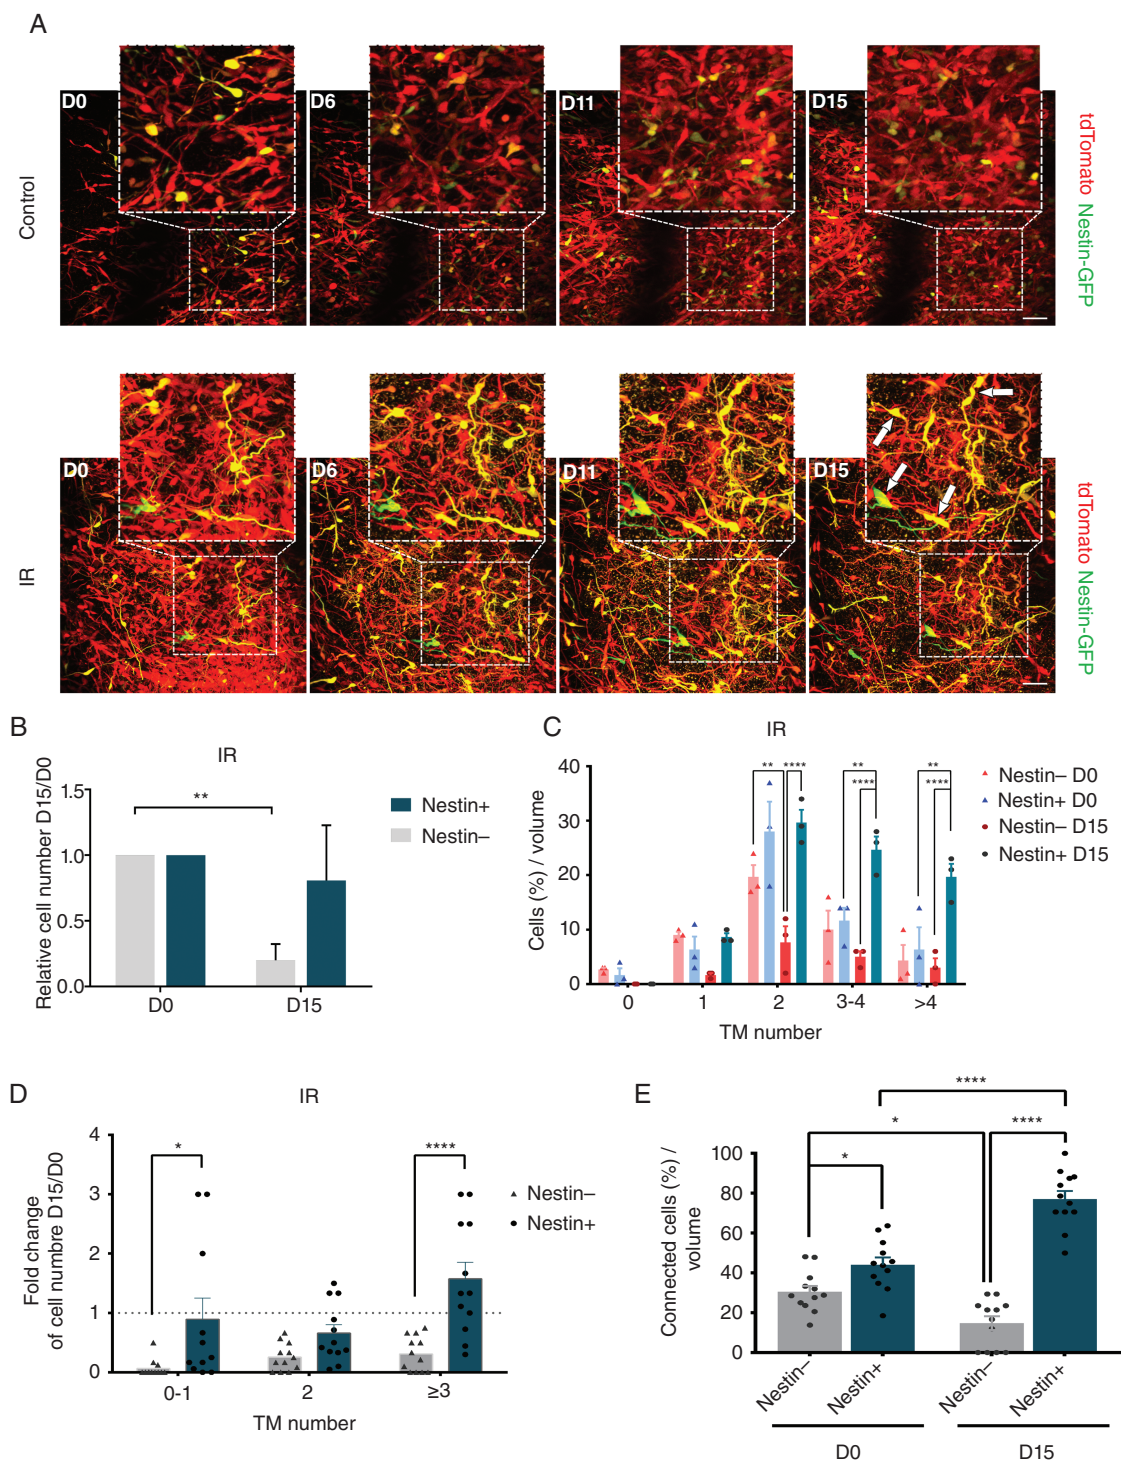 A
D0
D6
D11
D15
Control
tdTomato Nestin-GFP
D0
D6
D11
D15
IR
tdTomato Nestin-GFP
B
IR
Relative cell number D15/D0
1.5
1.0
0.5
0
**
D0
D15
Nestin+
Nestin–
C
IR
Cells (%) / volume
40
30
20
10
0
** ****
**
****
**
****
0
1
2
3-4
>4
TM number
Nestin– D0
Nestin+ D0
Nestin– D15
Nestin+ D15
D
IR
Fold change
of cell numbre D15/D0
4
3
2
1
0
*
****
0-1
2
≥3
TM number
Nestin–
Nestin+
E
Connected cells (%) /
volume
100
80
60
40
20
0
****
*
****
*
Nestin–
Nestin+
Nestin–
Nestin+
D0
D15